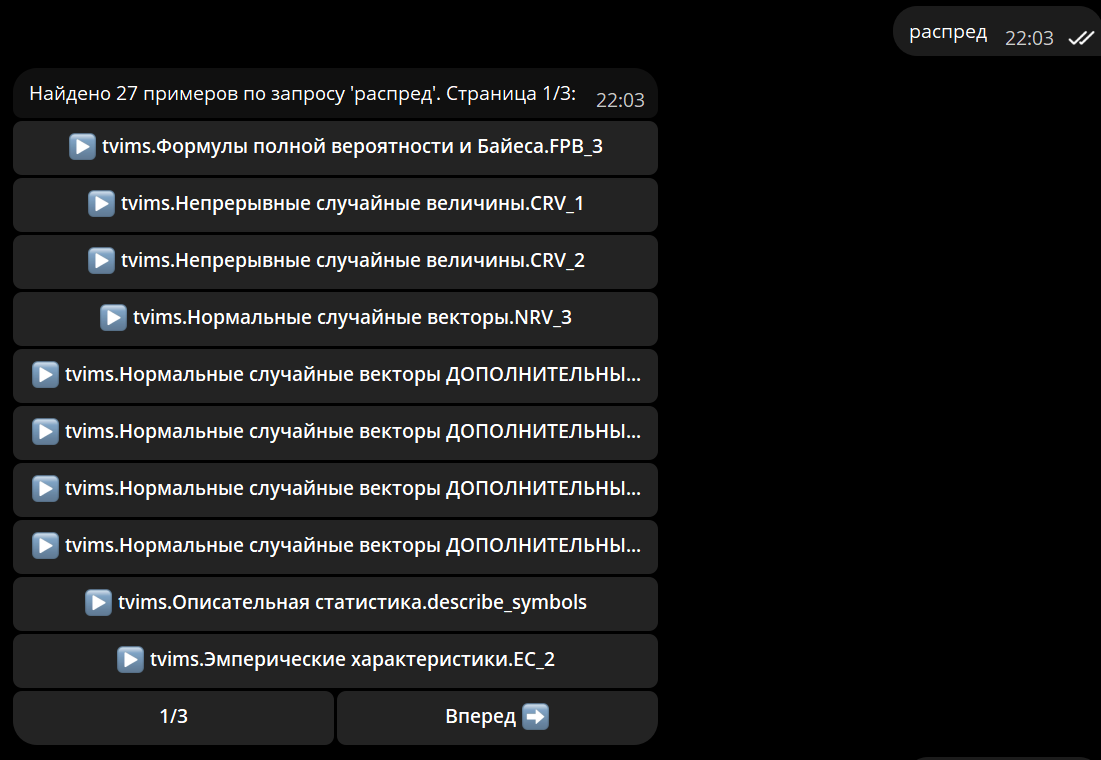 распред 22:03
Найдено 27 примеров по запросу 'распред'. Страница 1/3: 22:03
tvims.Формулы полной вероятности и Байеса.FPB_3
tvims.Непрерывные случайные величины.CRV_1
tvims.Непрерывные случайные величины.CRV_2
tvims.Нормальные случайные векторы.NRV_3
tvims.Нормальные случайные векторы ДОПОЛНИТЕЛЬНЫ...
tvims.Нормальные случайные векторы ДОПОЛНИТЕЛЬНЫ...
tvims.Нормальные случайные векторы ДОПОЛНИТЕЛЬНЫ...
tvims.Нормальные случайные векторы ДОПОЛНИТЕЛЬНЫ...
tvims.Описательная статистика.describe_symbols
tvims.Эмперические характеристики.EC_2
1/3
Вперед